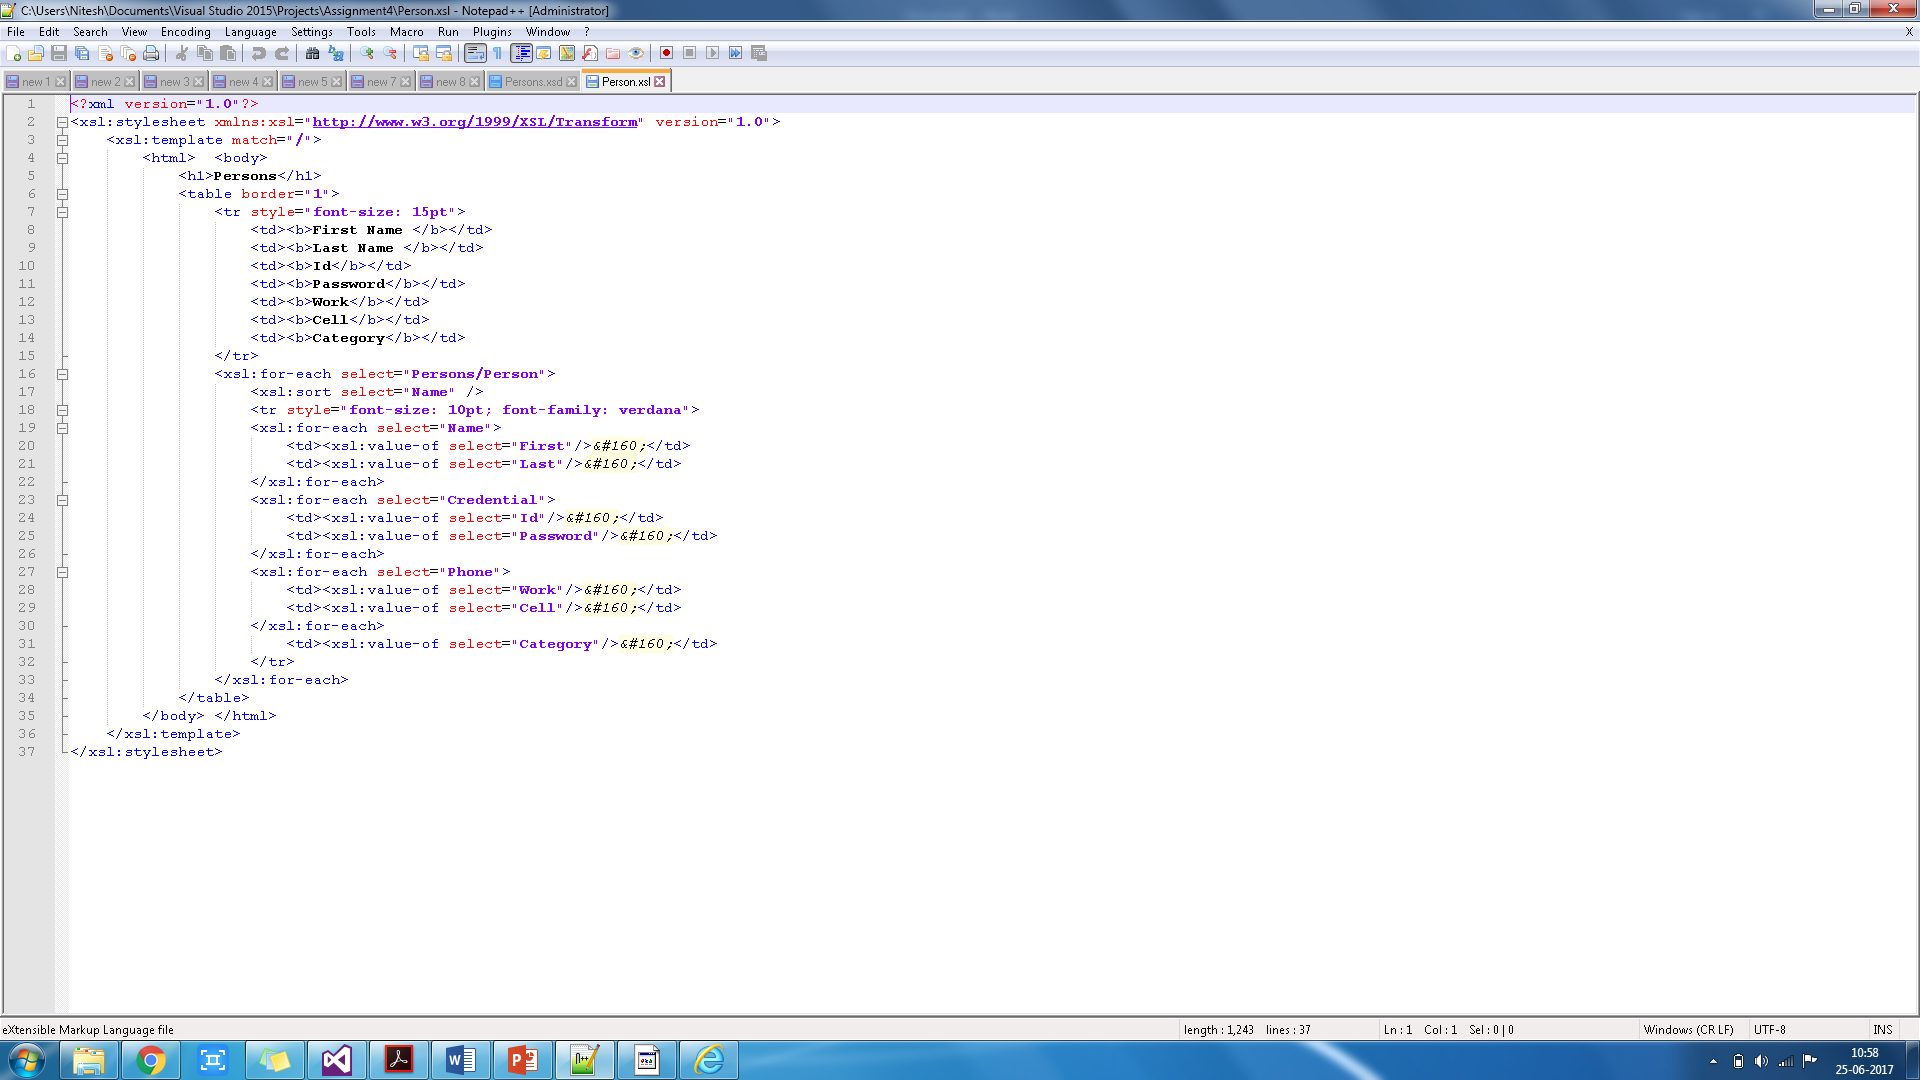 C:\Users\Nitesh\Documents\Visual Studio 2015\Projects\Assignment4\Person.xsl - Notepad++ [Administrator]
File Edit Search View Encoding Language Settings Tools Macro Run Plugins Window ? X
new 1 new 2 new 3 new 4 new 5 new 7 new 8 Persons.xsd Person.xsl
1 <?xml version="1.0"?>
2 <xsl:stylesheet xmlns:xsl="http://www.w3.org/1999/XSL/Transform" version="1.0">
3 <xsl:template match="/">
4 <html> <body>
5 <h1>Persons</h1>
6 <table border="1">
7 <tr style="font-size: 15pt">
8 <td><b>First Name </b></td>
9 <td><b>Last Name </b></td>
10 <td><b>Id</b></td>
11 <td><b>Password</b></td>
12 <td><b>Work</b></td>
13 <td><b>Cell</b></td>
14 <td><b>Category</b></td>
15 </tr>
16 <xsl:for-each select="Persons/Person">
17 <xsl:sort select="Name" />
18 <tr style="font-size: 10pt; font-family: verdana">
19 <xsl:for-each select="Name">
20 <td><xsl:value-of select="First"/>&#160;</td>
21 <td><xsl:value-of select="Last"/>&#160;</td>
22 </xsl:for-each>
23 <xsl:for-each select="Credential">
24 <td><xsl:value-of select="Id"/>&#160;</td>
25 <td><xsl:value-of select="Password"/>&#160;</td>
26 </xsl:for-each>
27 <xsl:for-each select="Phone">
28 <td><xsl:value-of select="Work"/>&#160;</td>
29 <td><xsl:value-of select="Cell"/>&#160;</td>
30 </xsl:for-each>
31 <td><xsl:value-of select="Category"/>&#160;</td>
32 </tr>
33 </xsl:for-each>
34 </table>
35 </body> </html>
36 </xsl:template>
37 </xsl:stylesheet>
eXtensible Markup Language file length : 1,243 lines : 37 Ln : 1 Col : 1 Sel : 0 | 0 Windows (CR LF) UTF-8 INS
10:58
25-06-2017